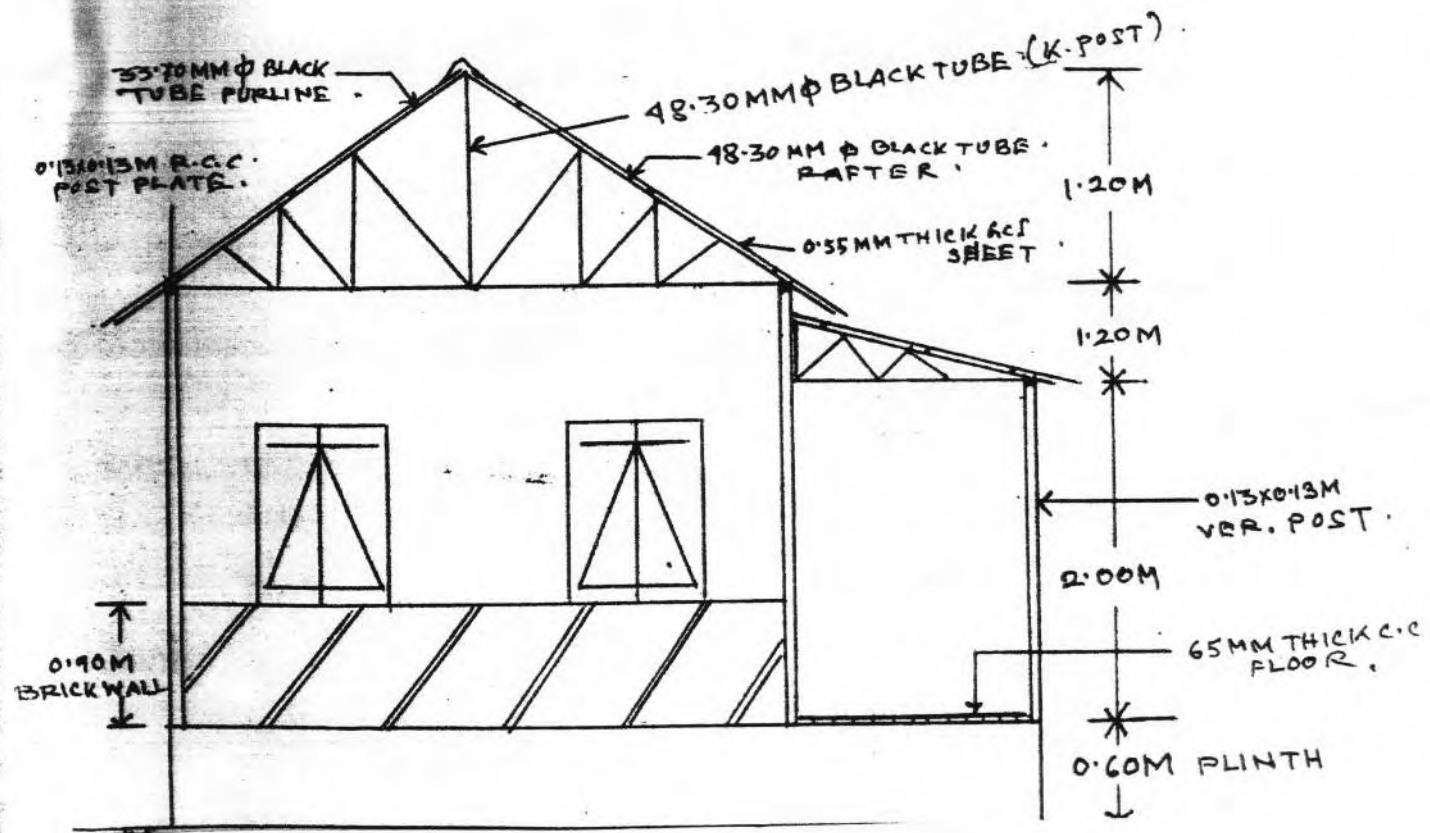 33.70MM ϕ BLACK
TUBE PURLINE.
48.30MM ϕ BLACK TUBE (K.POST).
0.13X0.13M R.C.C.
POST PLATE.
48.30 MM ϕ BLACK TUBE.
RAFTER.
1.20M
0.55MM THICK GCI
SHEET.
1.20M
0.13X0.13M
VER. POST.
2.00M
0.90M
BRICK WALL
65MM THICK C.C
FLOOR.
0.60M PLINTH